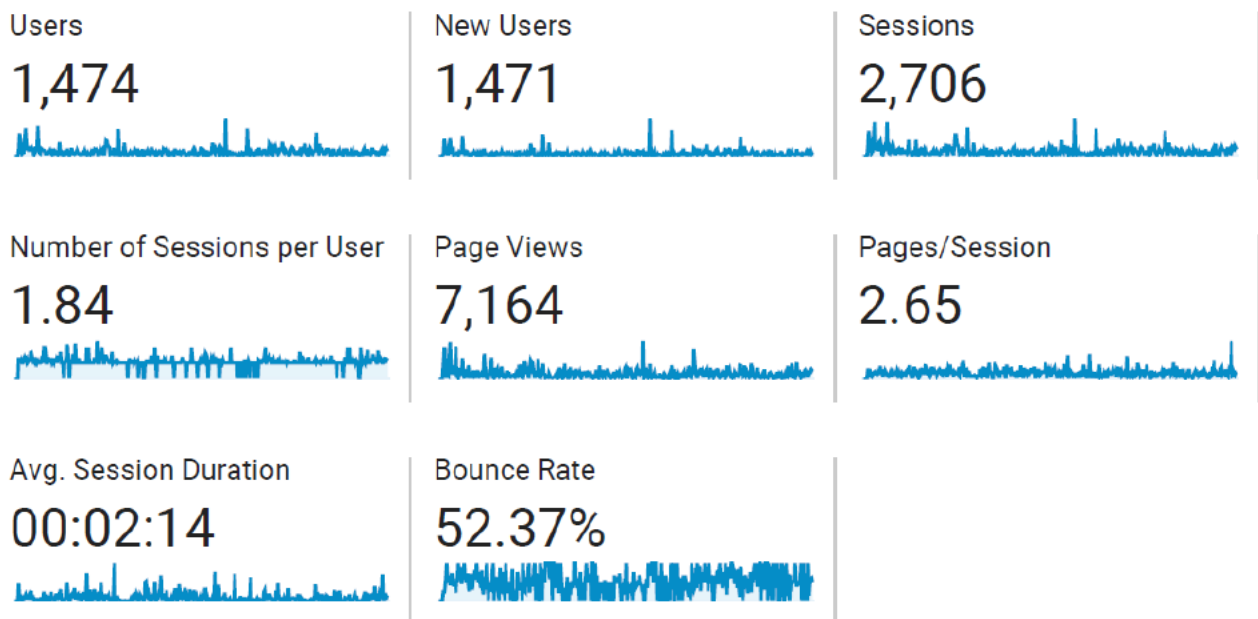 Users
1,474
New Users
1,471
Sessions
2,706
Number of Sessions per User
1.84
Page Views
7,164
Pages/Session
2.65
Avg. Session Duration
00:02:14
Bounce Rate
52.37%